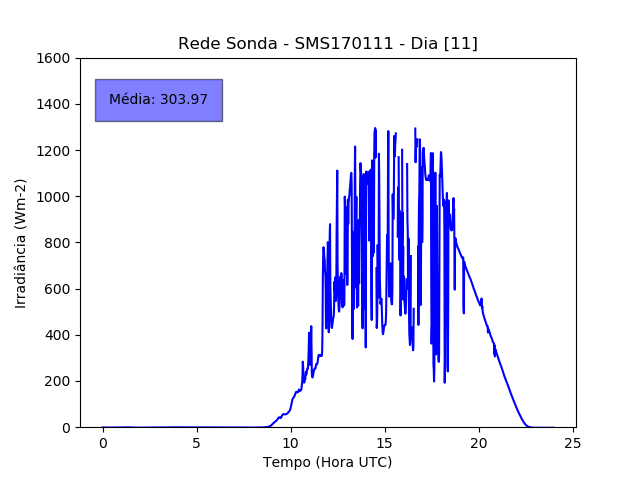 Rede Sonda - SMS170111 - Dia [11]
1600
1400
1200
1000
800
600
400
200
0
Média: 303.97
Irradiância (Wm-2)
0 5 10 15 20 25
Tempo (Hora UTC)